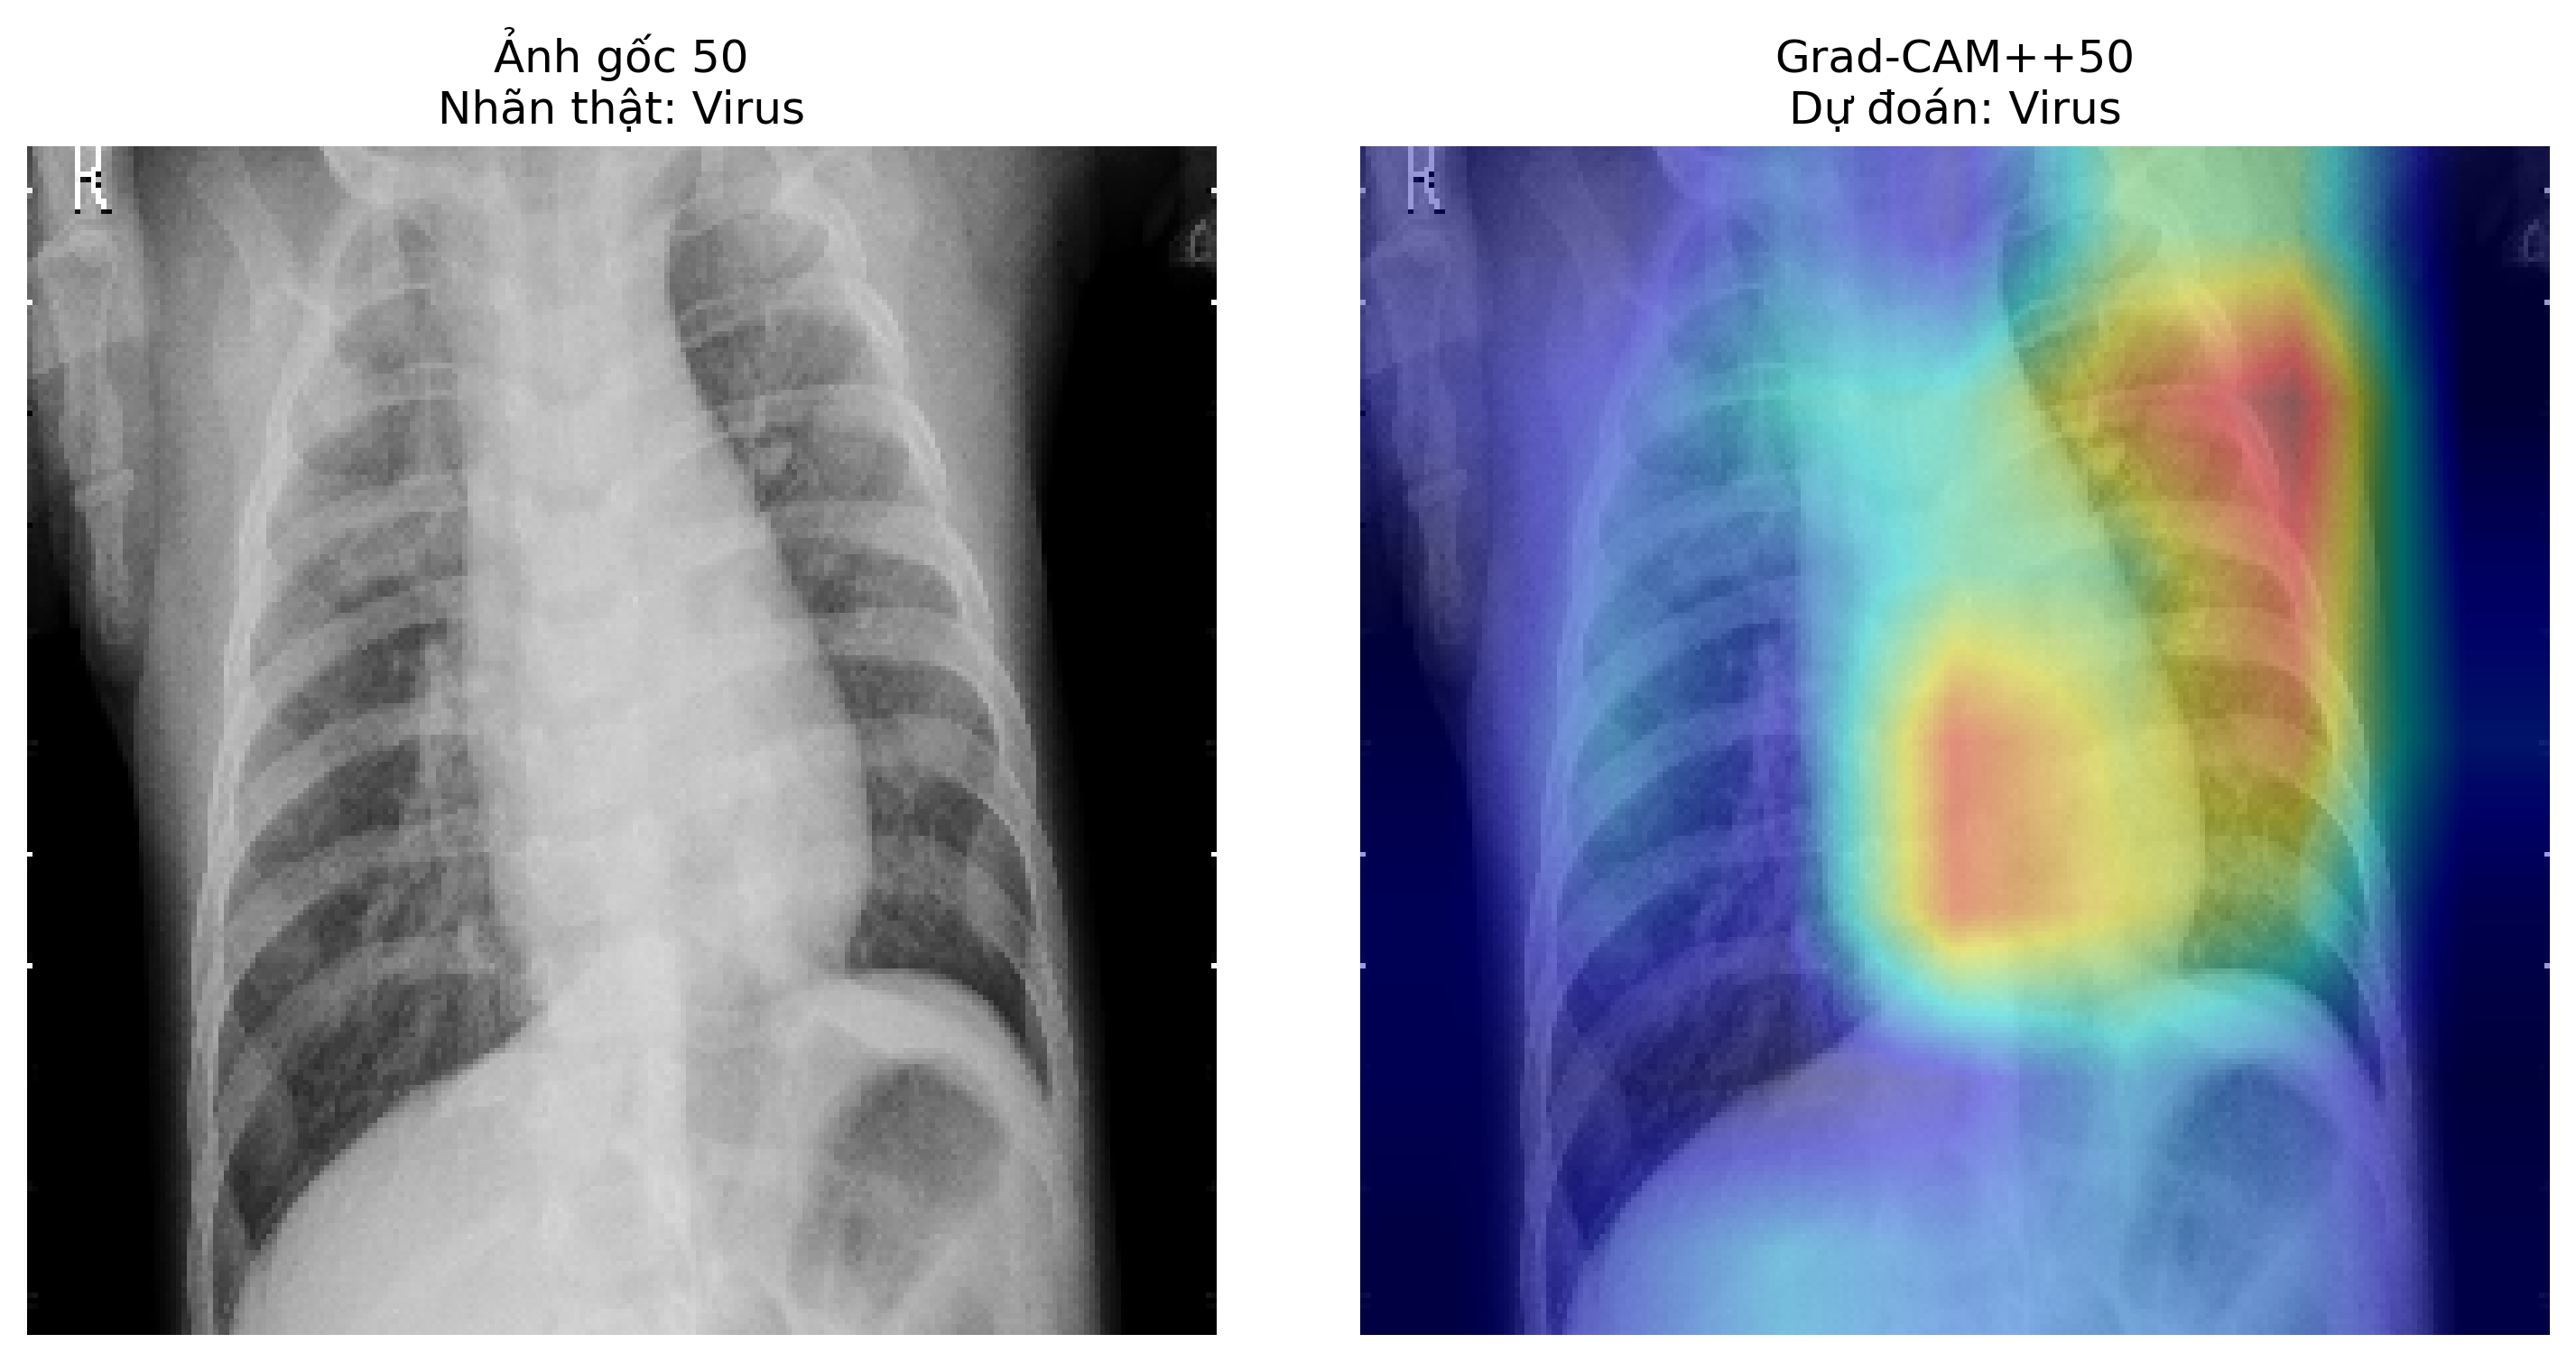 Ảnh gốc 50
Nhãn thật: Virus
Grad-CAM++50
Dự đoán: Virus
R
R